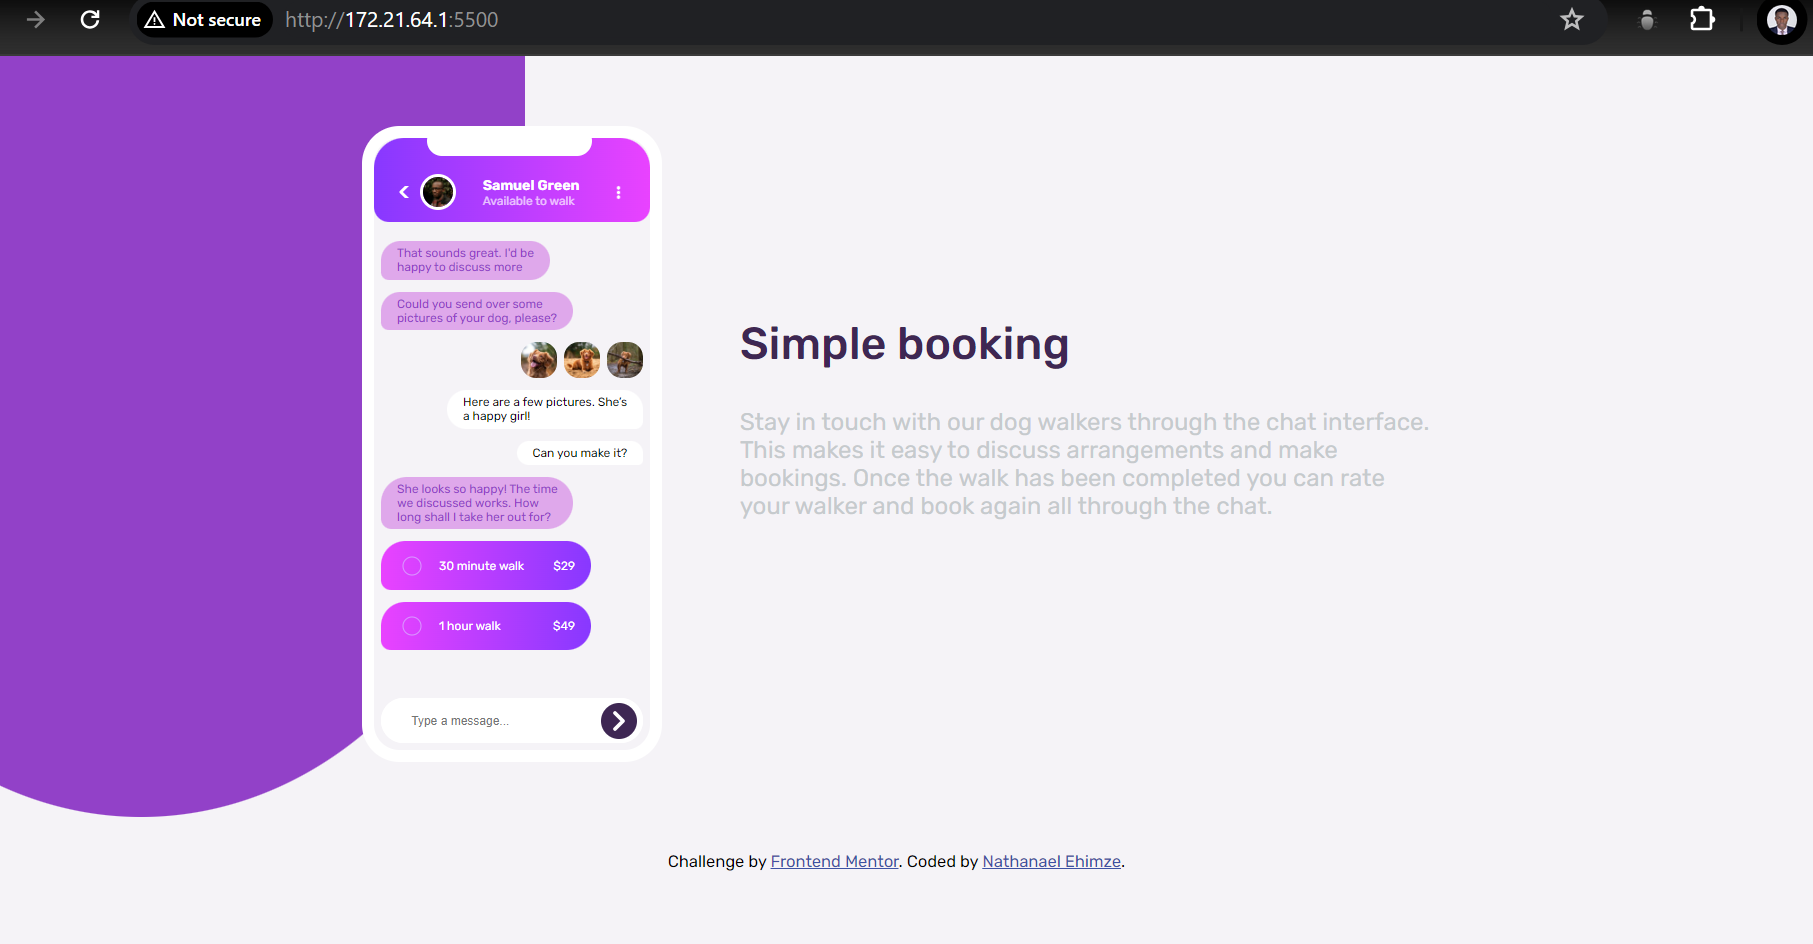 Not secure http://172.21.64.1:5500
Samuel Green
Available to walk
That sounds great. I'd be
happy to discuss more
Could you send over some
pictures of your dog, please?
Here are a few pictures. She's
a happy girl!
Can you make it?
She looks so happy! The time
we discussed works. How
long shall I take her out for?
30 minute walk $29
1 hour walk $49
Type a message...
Simple booking
Stay in touch with our dog walkers through the chat interface.
This makes it easy to discuss arrangements and make
bookings. Once the walk has been completed you can rate
your walker and book again all through the chat.
Challenge by Frontend Mentor. Coded by Nathanael Ehimze.